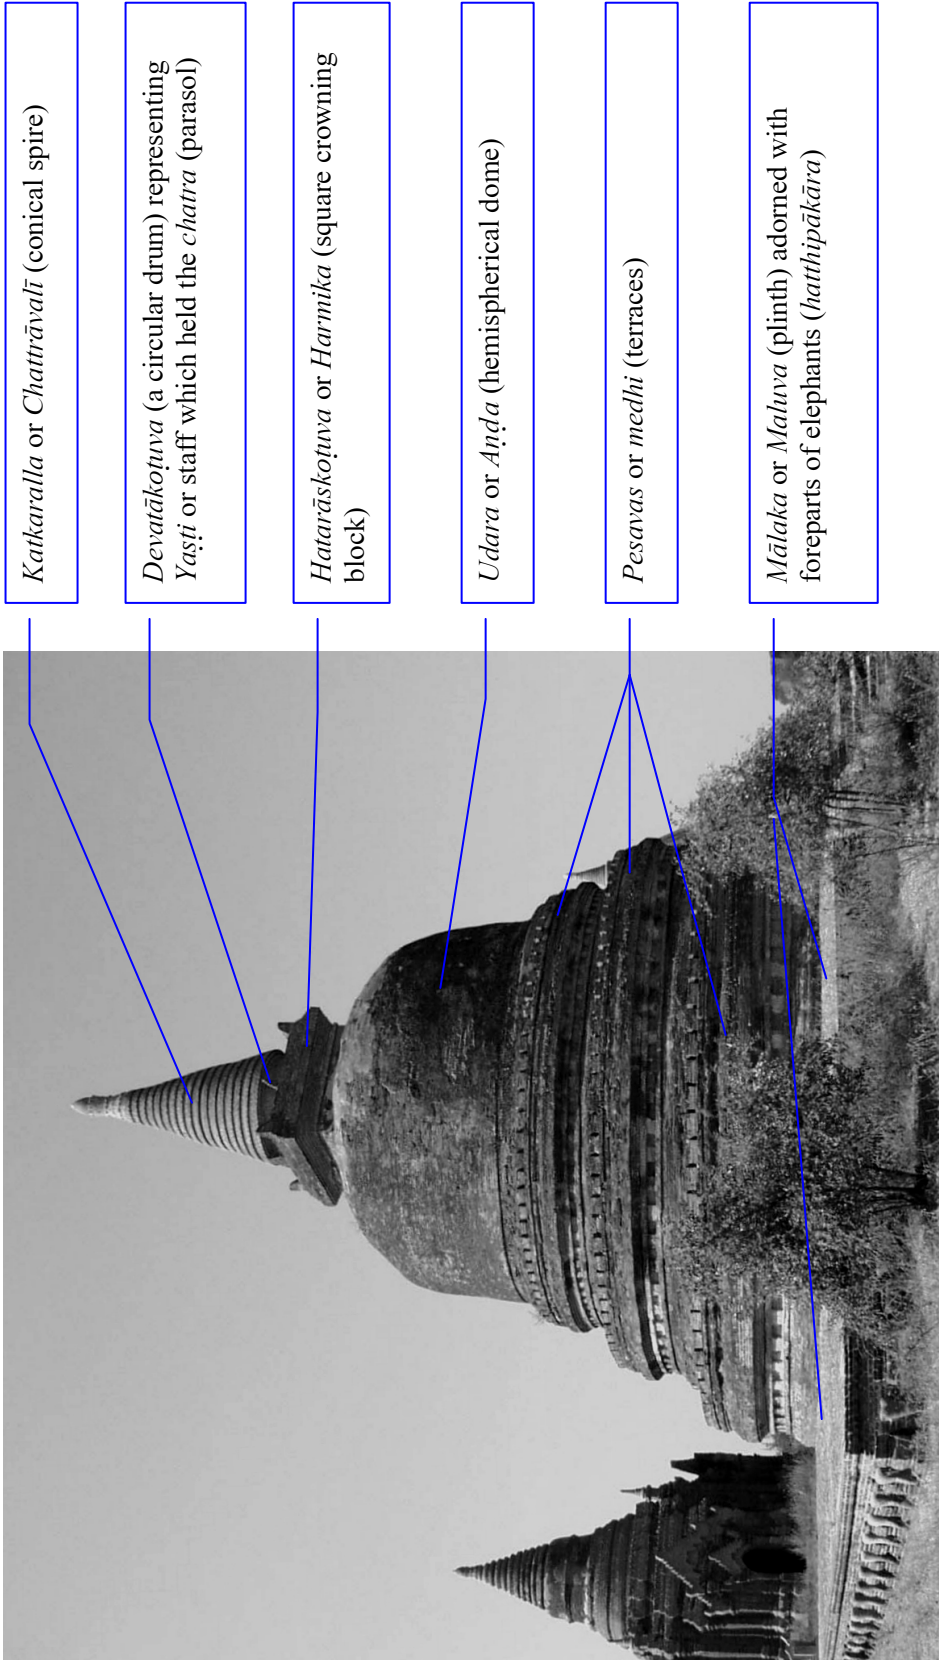 Katkaralla or Chattrāvalī (conical spire)
Devatākoṭuva (a circular drum) representing
Yaṣṭi or staff which held the chatra (parasol)
Hatarāskoṭuva or Harmika (square crowning
block)
Udara or Aṇḍa (hemispherical dome)
Pesavas or medhi (terraces)
Mālaka or Maluva (plinth) adorned with
foreparts of elephants (hatthipākāra)